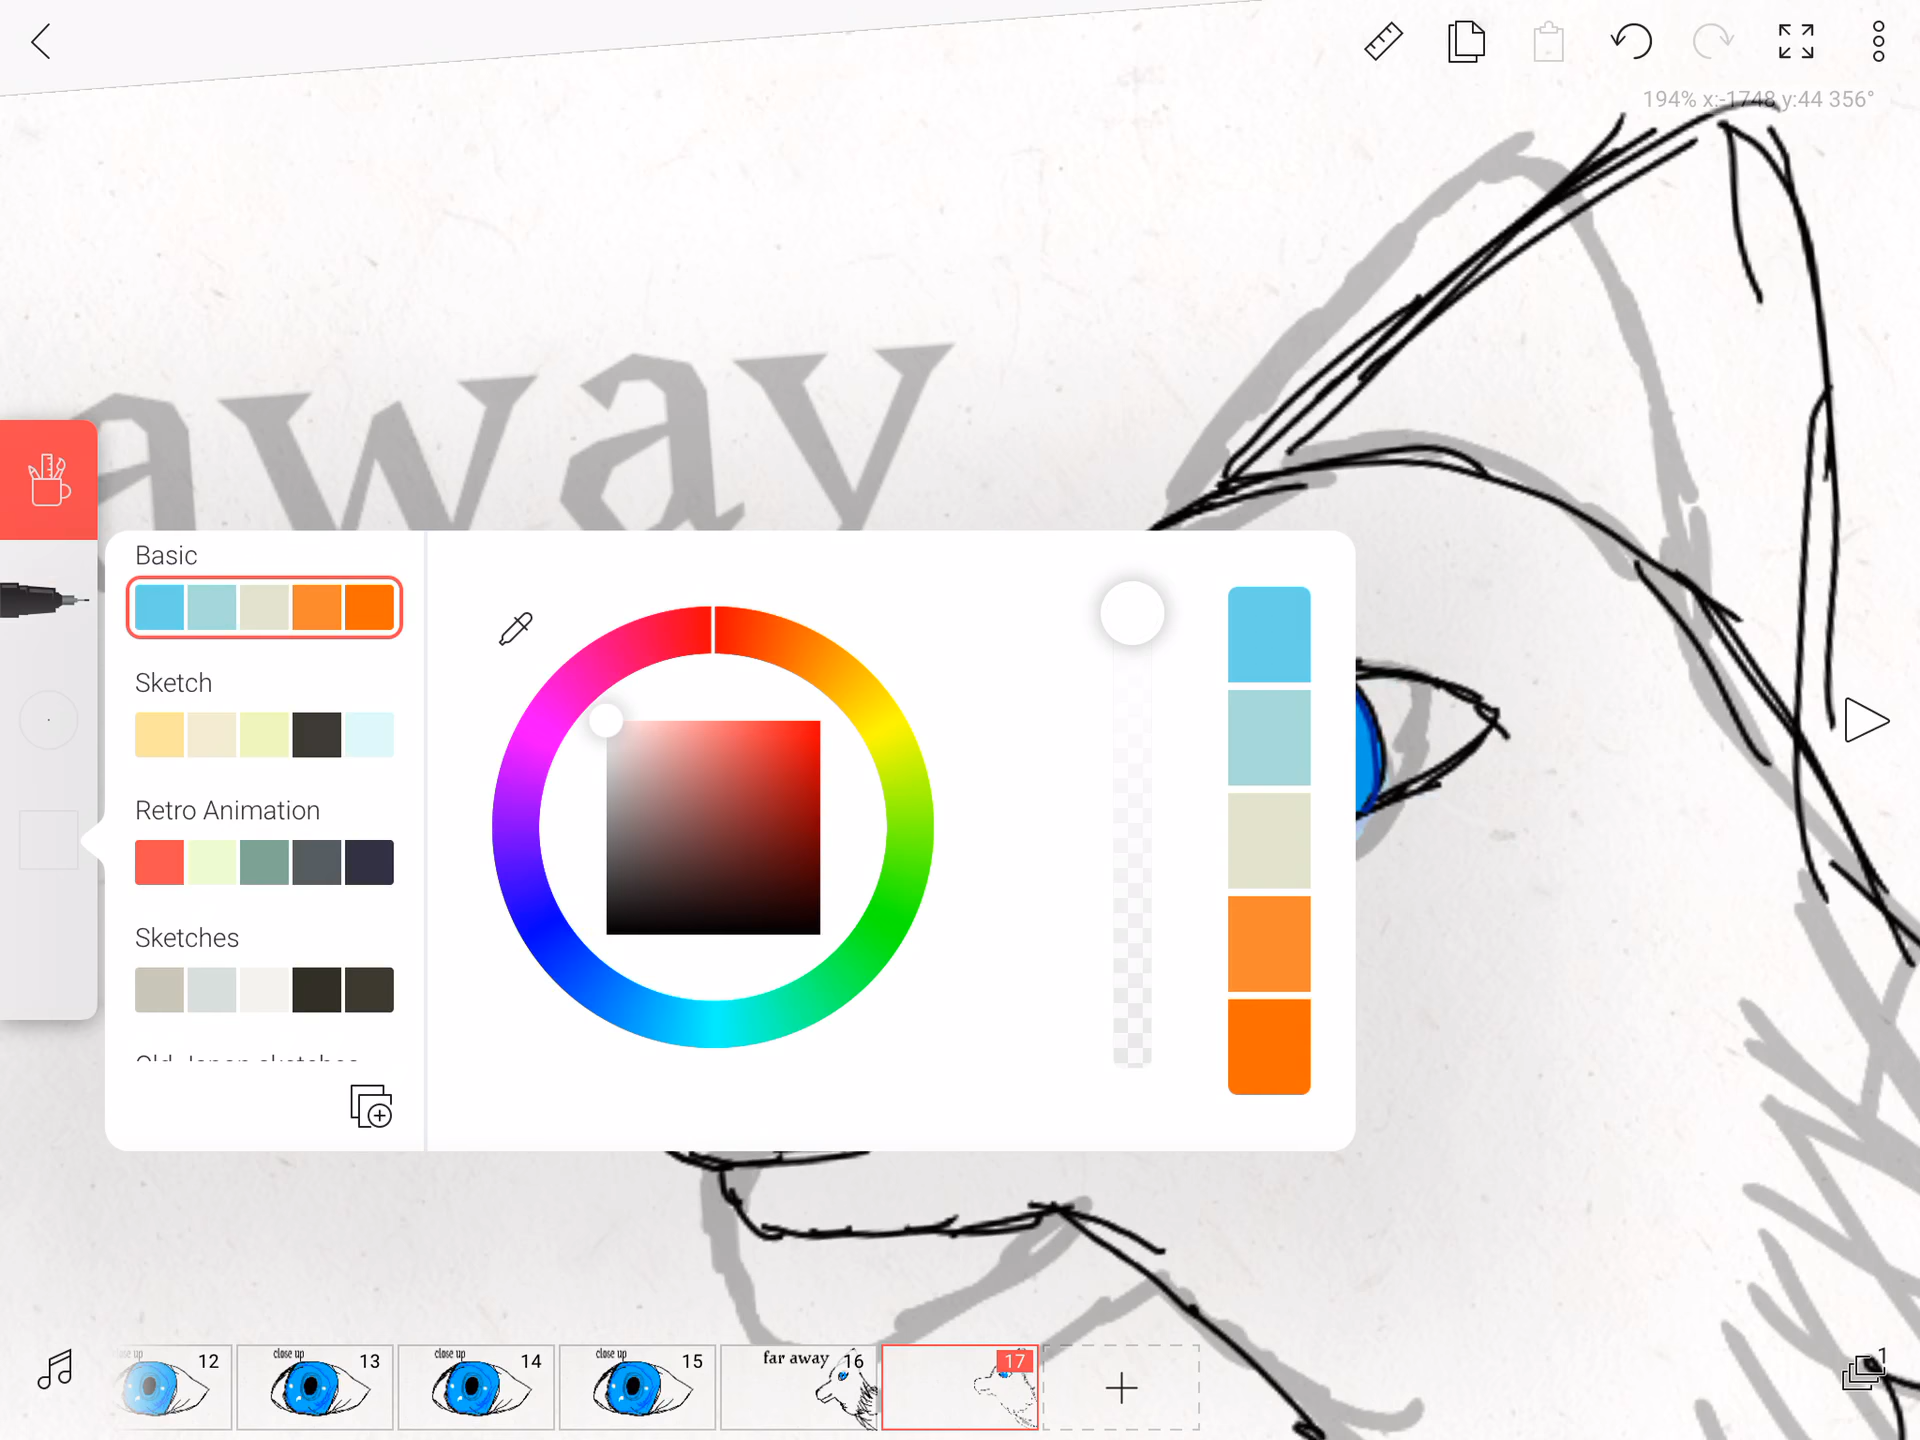 194% x:-1748 y:44 356°
away
Basic
Sketch
Retro Animation
Sketches
Old Japan sketches
close up 12
close up 13
close up 14
close up 15
far away 16
17
1